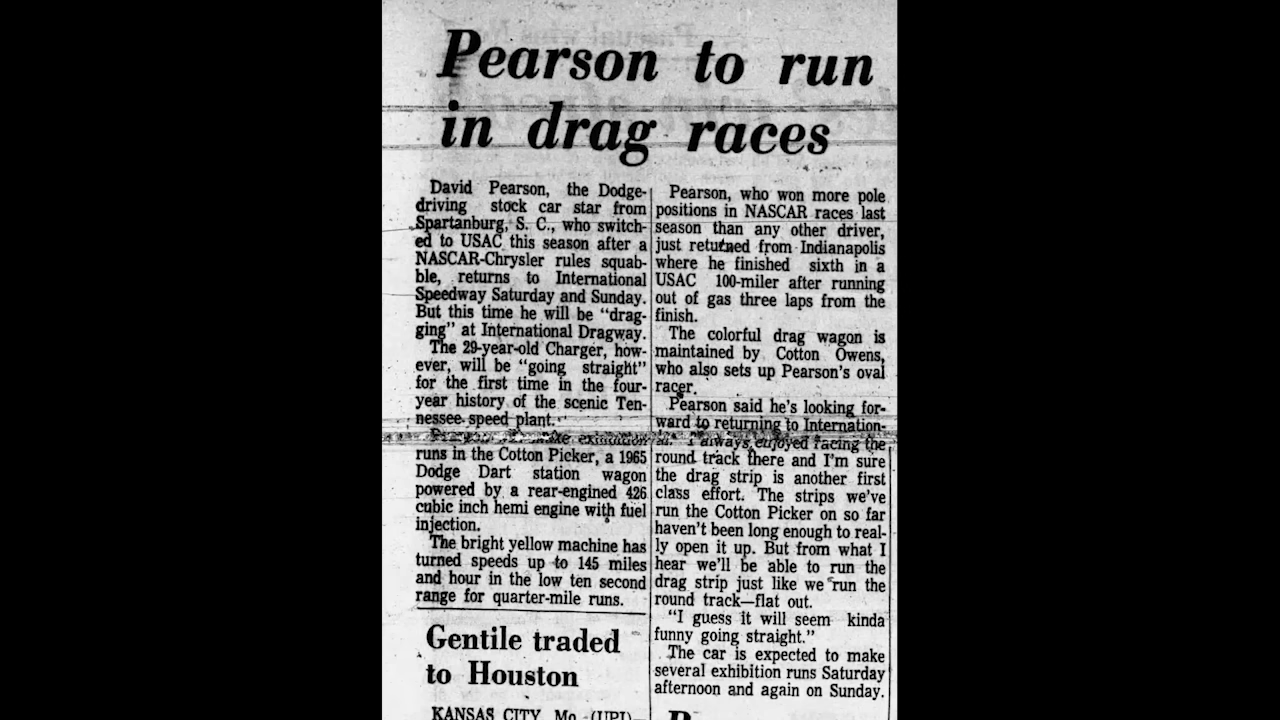 Pearson to run
in drag races
David Pearson, the Dodge-
driving stock car star from
Spartanburg, S. C., who switch-
ed to USAC this season after a
NASCAR-Chrysler rules squab-
ble, returns to International
Speedway Saturday and Sunday.
But this time he will be "drag-
ging" at International Dragway.
The 29-year-old Charger, how-
ever, will be "going straight"
for the first time in the four-
year history of the scenic Ten-
nessee speed plant.
make exhibition
runs in the Cotton Picker, a 1965
Dodge Dart station wagon
powered by a rear-engined 426
cubic inch hemi engine with fuel
injection.
The bright yellow machine has
turned speeds up to 145 miles
and hour in the low ten second
range for quarter-mile runs.
Gentile traded
to Houston
KANSAS CITY, Mo. (UPI)—
Pearson, who won more pole
positions in NASCAR races last
season than any other driver,
just returned from Indianapolis
where he finished sixth in a
USAC 100-miler after running
out of gas three laps from the
finish.
The colorful drag wagon is
maintained by Cotton Owens,
who also sets up Pearson's oval
racer.
Pearson said he's looking for-
ward to returning to Internation-
al. I always enjoyed racing the
round track there and I'm sure
the drag strip is another first
class effort. The strips we've
run the Cotton Picker on so far
haven't been long enough to real-
ly open it up. But from what I
hear we'll be able to run the
drag strip just like we run the
round track—flat out.
"I guess it will seem kinda
funny going straight."
The car is expected to make
several exhibition runs Saturday
afternoon and again on Sunday.